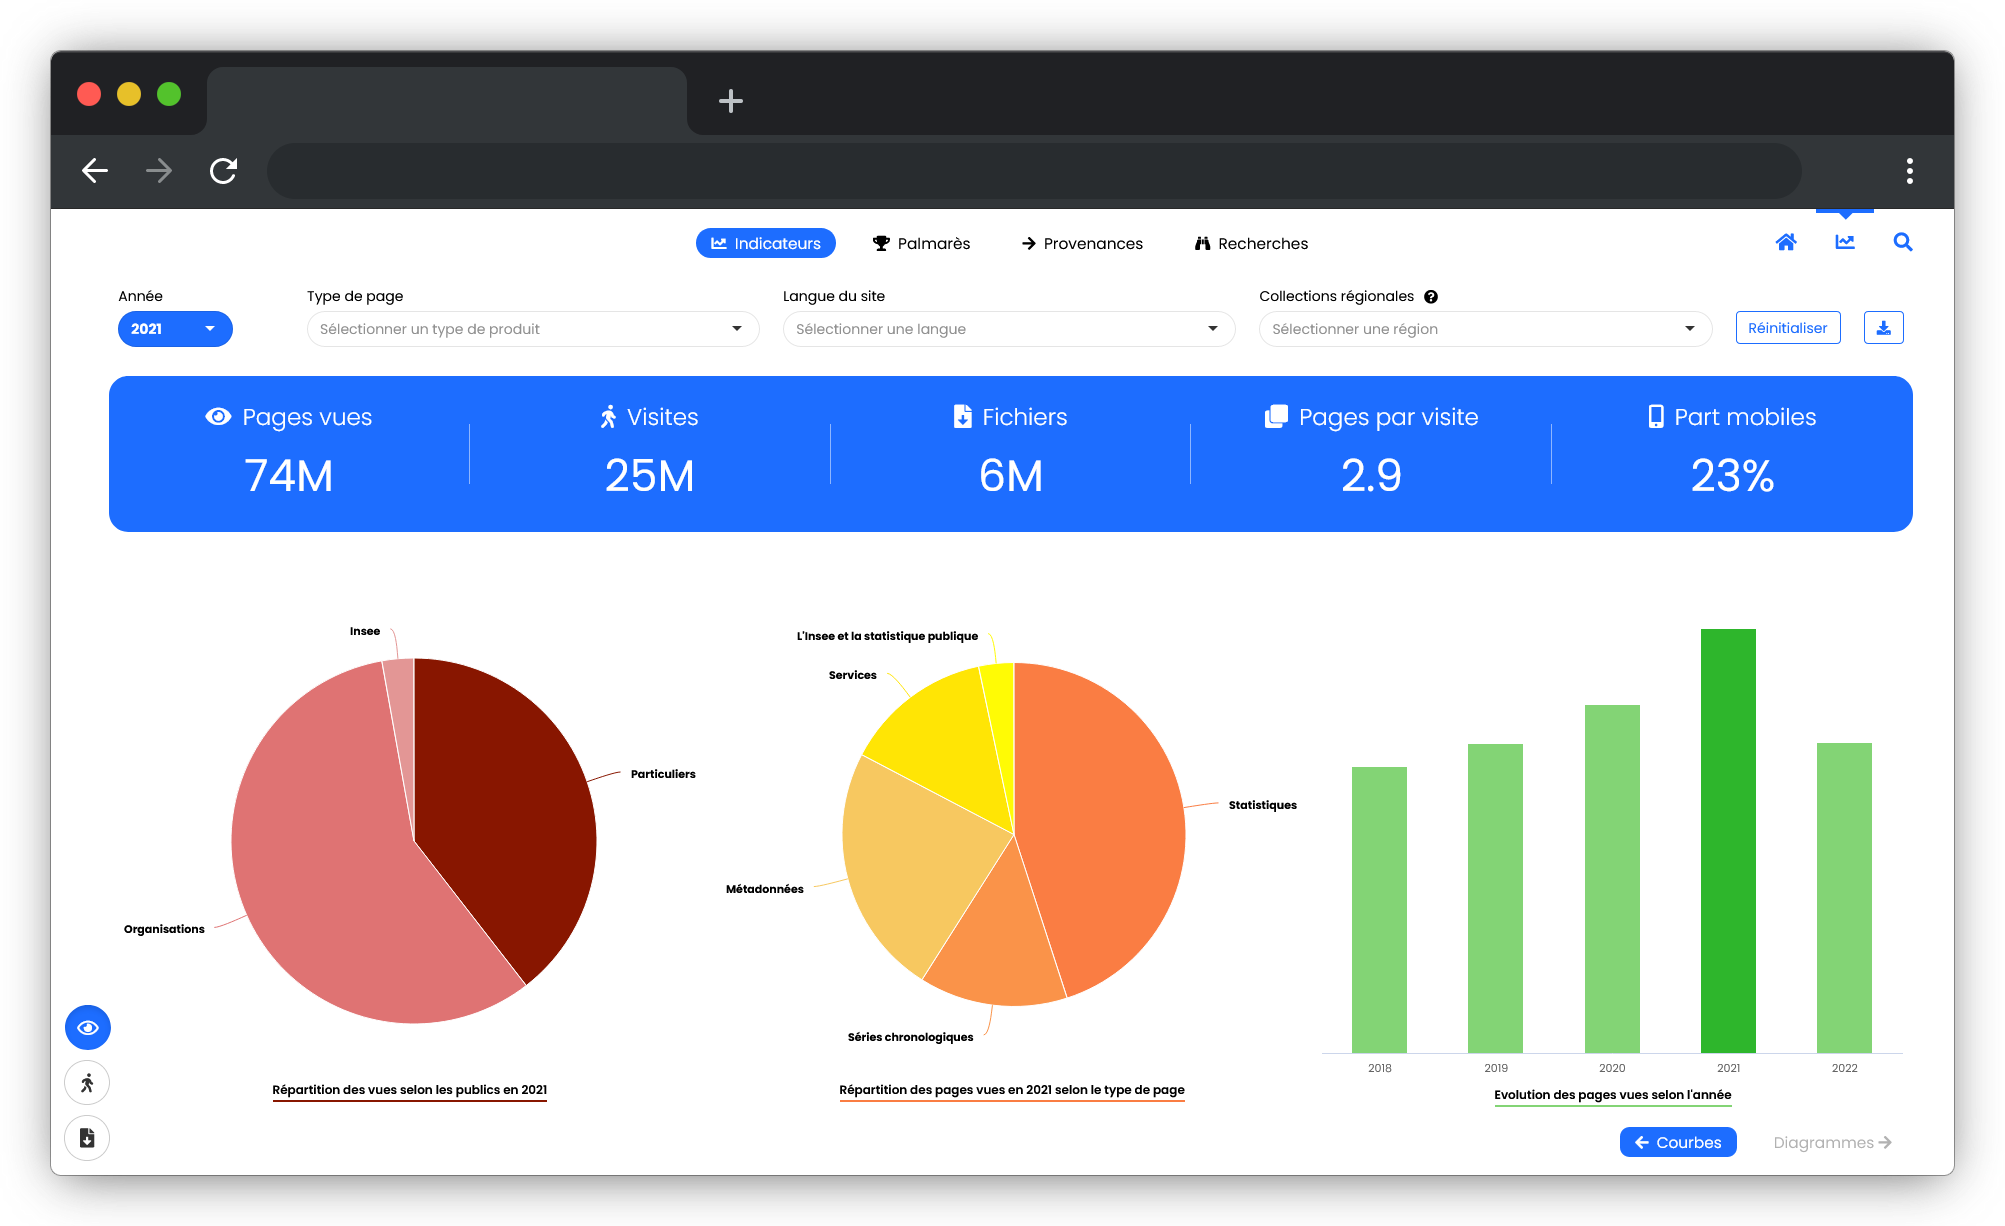 Indicateurs Palmarès Provenances Recherches
Année Type de page Langue du site Collections régionales
2021 Sélectionner un type de produit Sélectionner une langue Sélectionner une région Réinitialiser
Pages vues Visites Fichiers Pages par visite Part mobiles
74M 25M 6M 2.9 23%
Insee
Particuliers
Organisations
Répartition des vues selon les publics en 2021
L'Insee et la statistique publique
Services
Statistiques
Métadonnées
Séries chronologiques
Répartition des pages vues en 2021 selon le type de page
2018 2019 2020 2021 2022
Evolution des pages vues selon l'année
Courbes Diagrammes